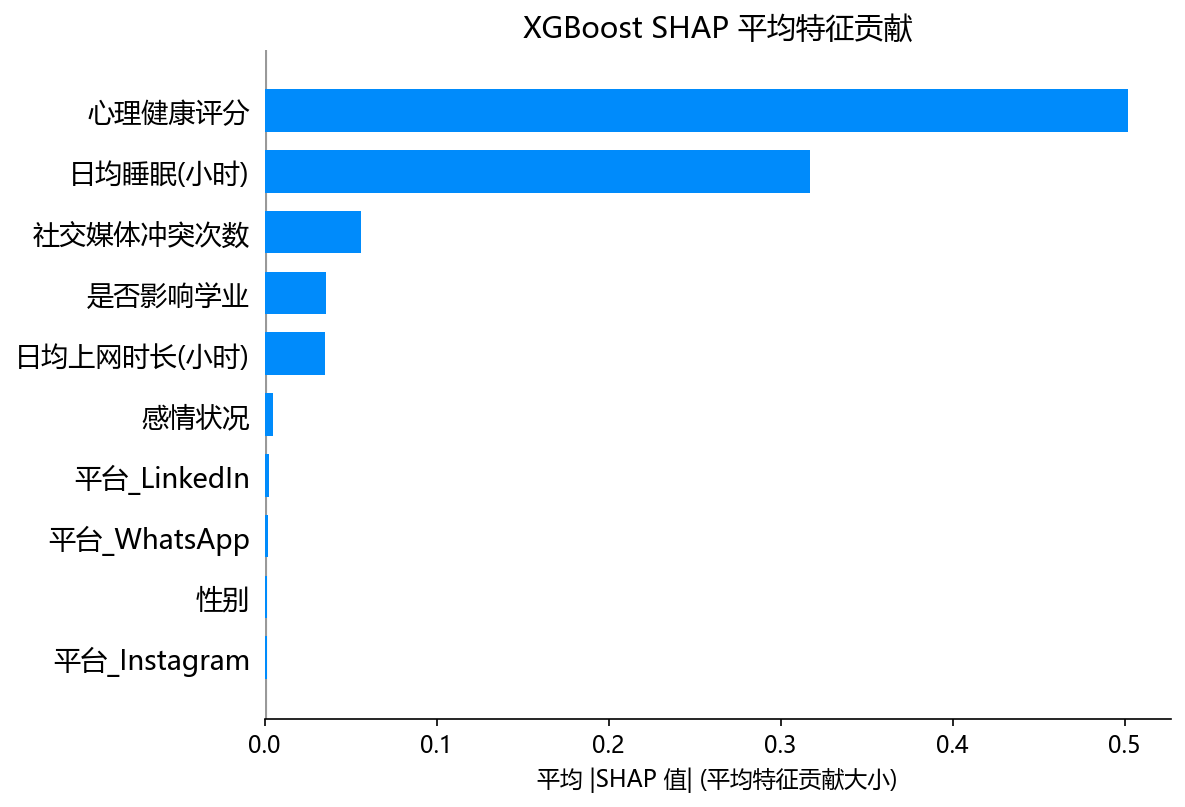 XGBoost SHAP 平均特征贡献
心理健康评分
日均睡眠(小时)
社交媒体冲突次数
是否影响学业
日均上网时长(小时)
感情状况
平台_LinkedIn
平台_WhatsApp
性别
平台_Instagram
0.0 0.1 0.2 0.3 0.4 0.5
平均 |SHAP 值| (平均特征贡献大小)